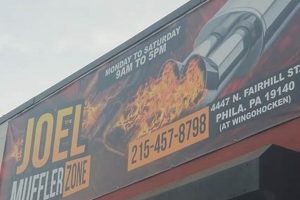 MONDAY TO SATURDAY
9AM TO 5PM
JOEL
MUFFLER ZONE
215-457-8798
4447 N. FAIRHILL ST.
PHILA. PA 19140
(AT WINGOHOCKEN)